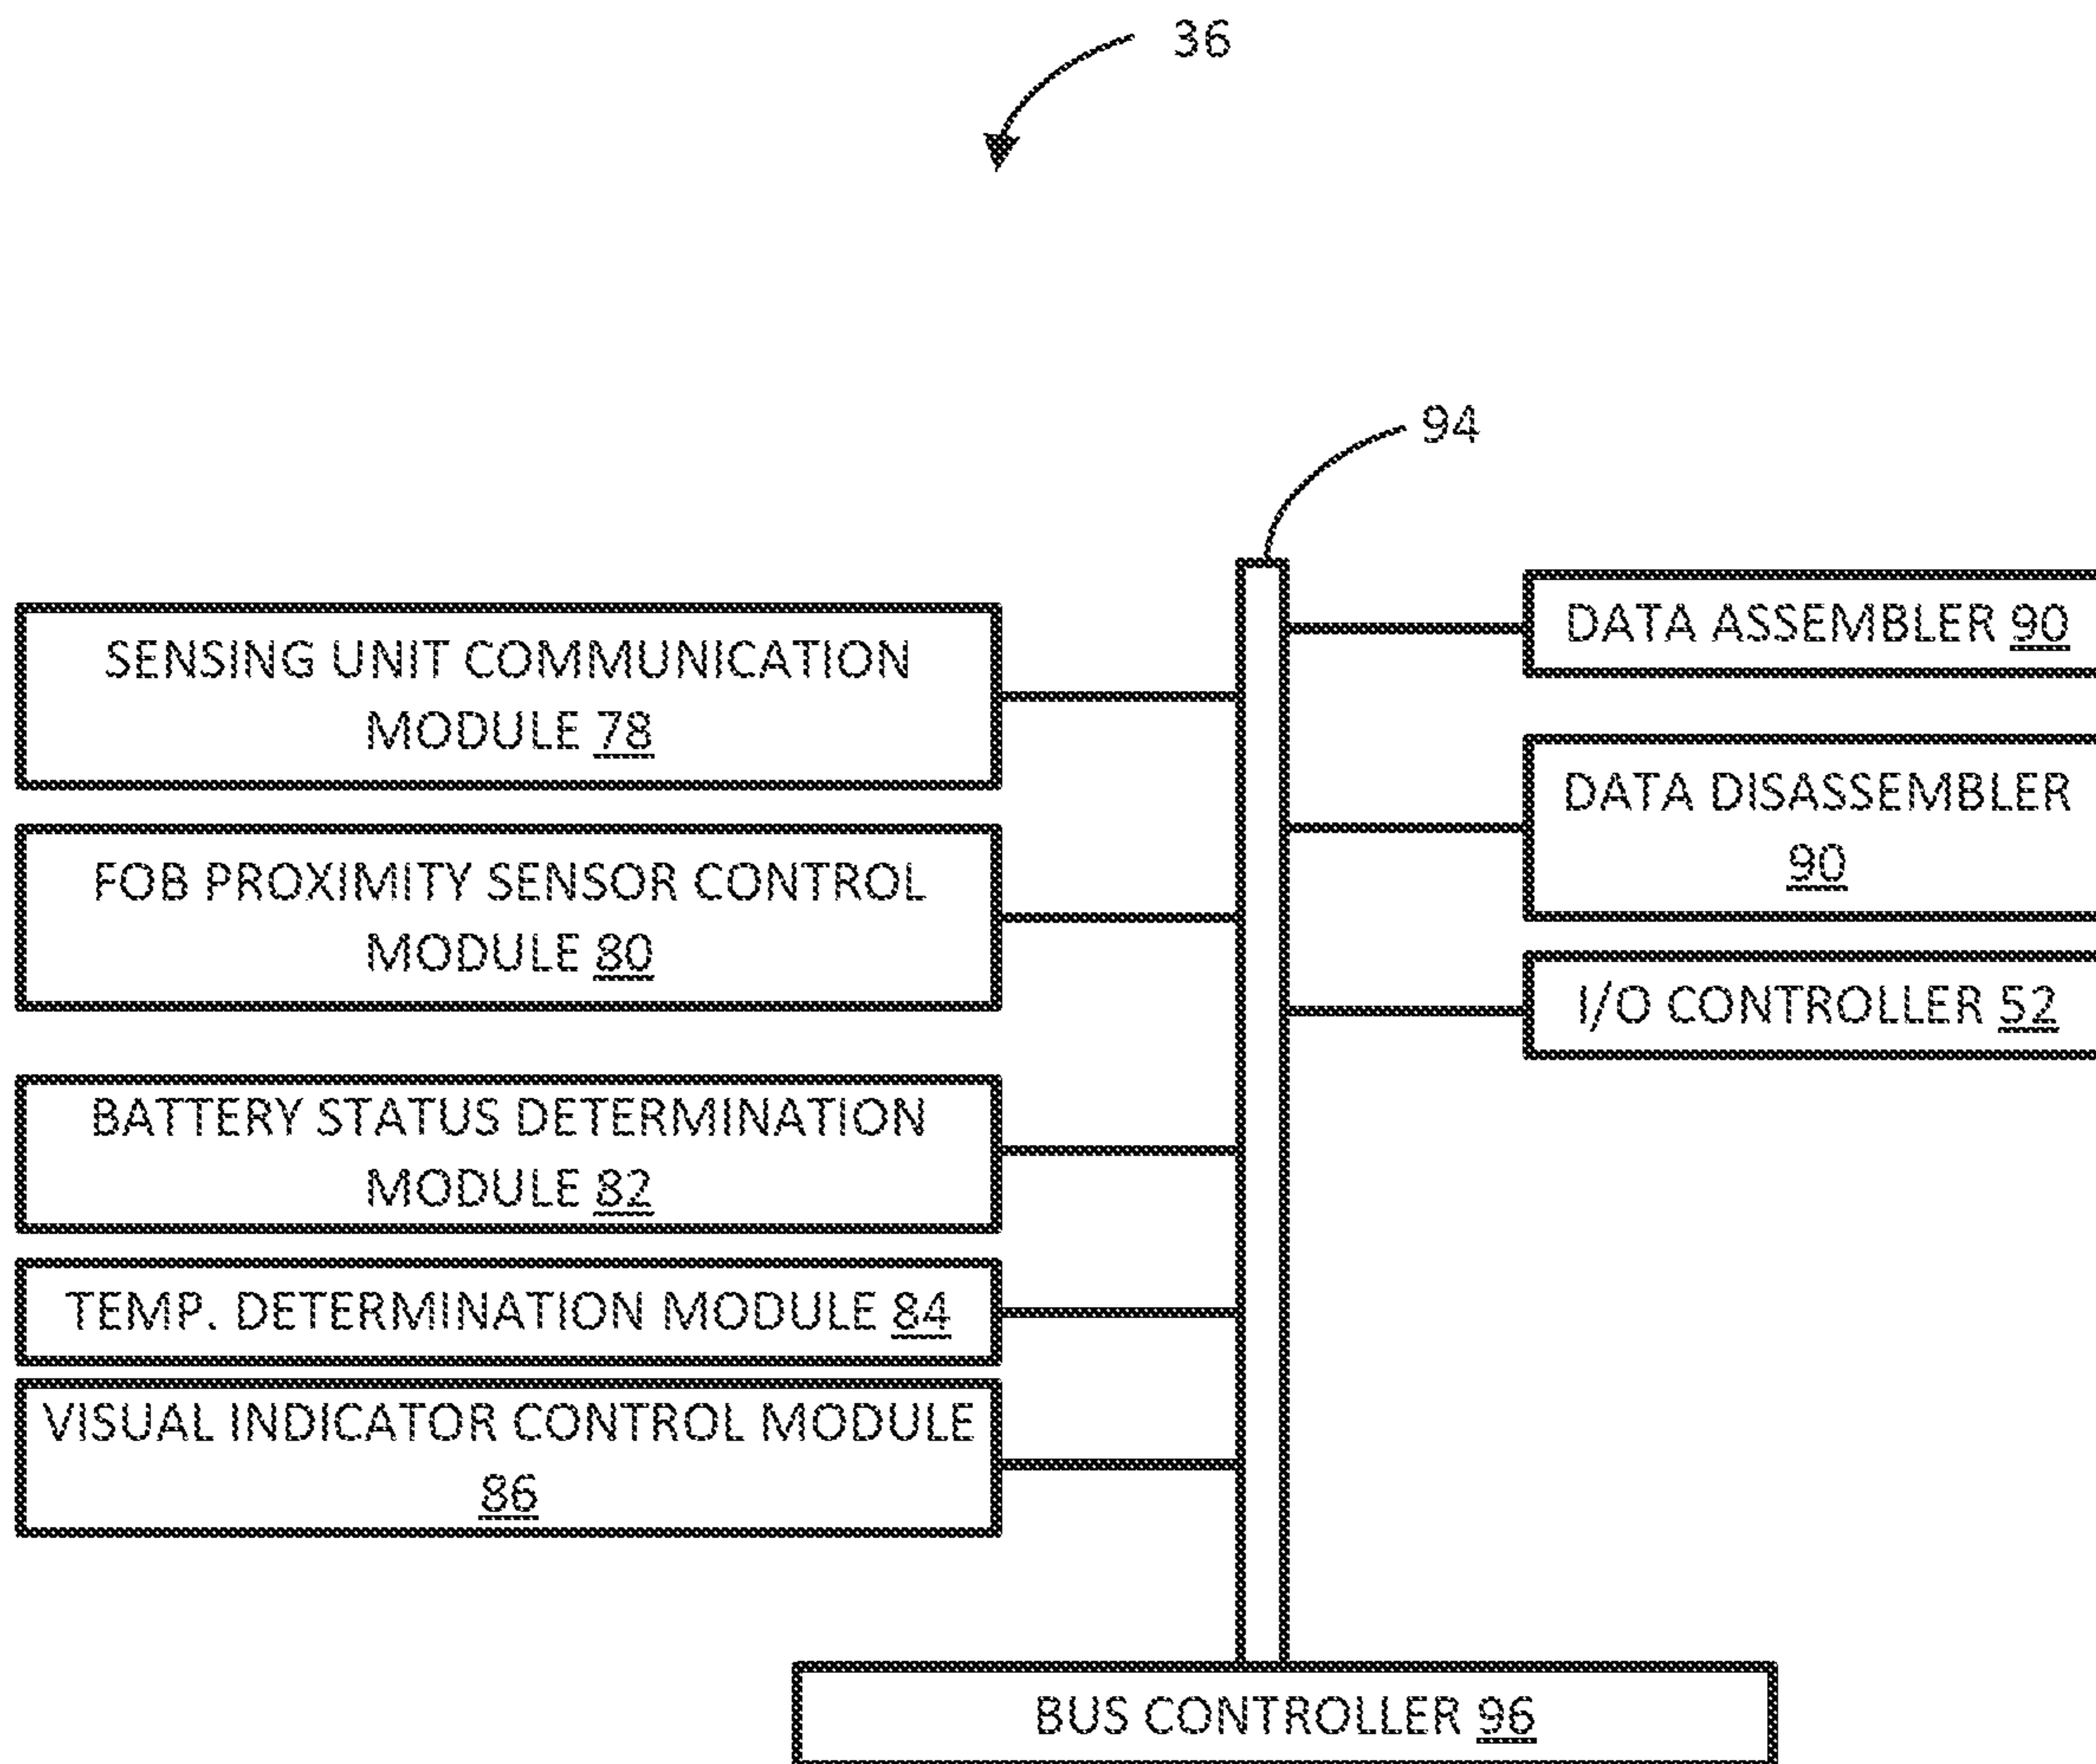 36
94
SENSING UNIT COMMUNICATION
MODULE 78
FOB PROXIMITY SENSOR CONTROL
MODULE 80
BATTERY STATUS DETERMINATION
MODULE 82
TEMP. DETERMINATION MODULE 84
VISUAL INDICATOR CONTROL MODULE
86
DATA ASSEMBLER 90
DATA DISASSEMBLER
90
I/O CONTROLLER 52
BUS CONTROLLER 96